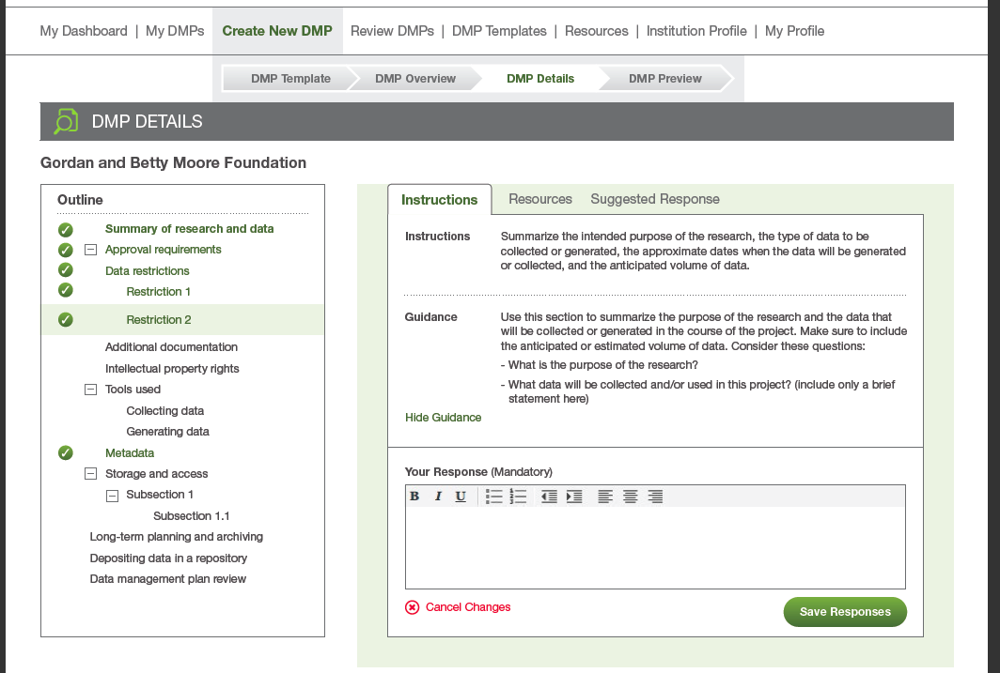 My Dashboard | My DMPs Create New DMP Review DMPs | DMP Templates | Resources | Institution Profile | My Profile
DMP Template DMP Overview DMP Details DMP Preview
DMP DETAILS
Gordan and Betty Moore Foundation
Outline
Summary of research and data
Approval requirements
Data restrictions
Restriction 1
Restriction 2
Additional documentation
Intellectual property rights
Tools used
Collecting data
Generating data
Metadata
Storage and access
Subsection 1
Subsection 1.1
Long-term planning and archiving
Depositing data in a repository
Data management plan review
Instructions Resources Suggested Response
Instructions Summarize the intended purpose of the research, the type of data to be
collected or generated, the approximate dates when the data will be generated
or collected, and the anticipated volume of data.
Guidance Use this section to summarize the purpose of the research and the data that
will be collected or generated in the course of the project. Make sure to include
the anticipated or estimated volume of data. Consider these questions:
- What is the purpose of the research?
- What data will be collected and/or used in this project? (include only a brief
statement here)
Hide Guidance
Your Response (Mandatory)
B I U
Cancel Changes
Save Responses